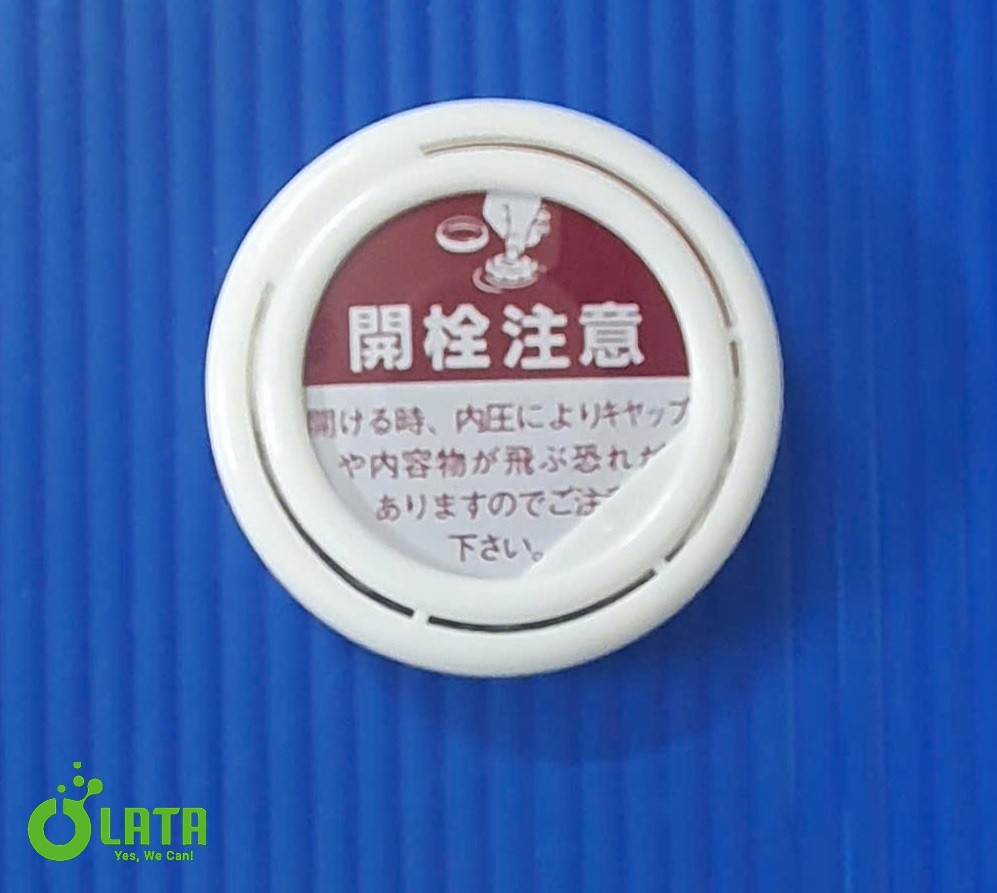 開栓注意
開ける時、内圧によりキャップ
や内容物が飛ぶ恐れが
ありますのでご注
下さい。
LATA
Yes, We Can!